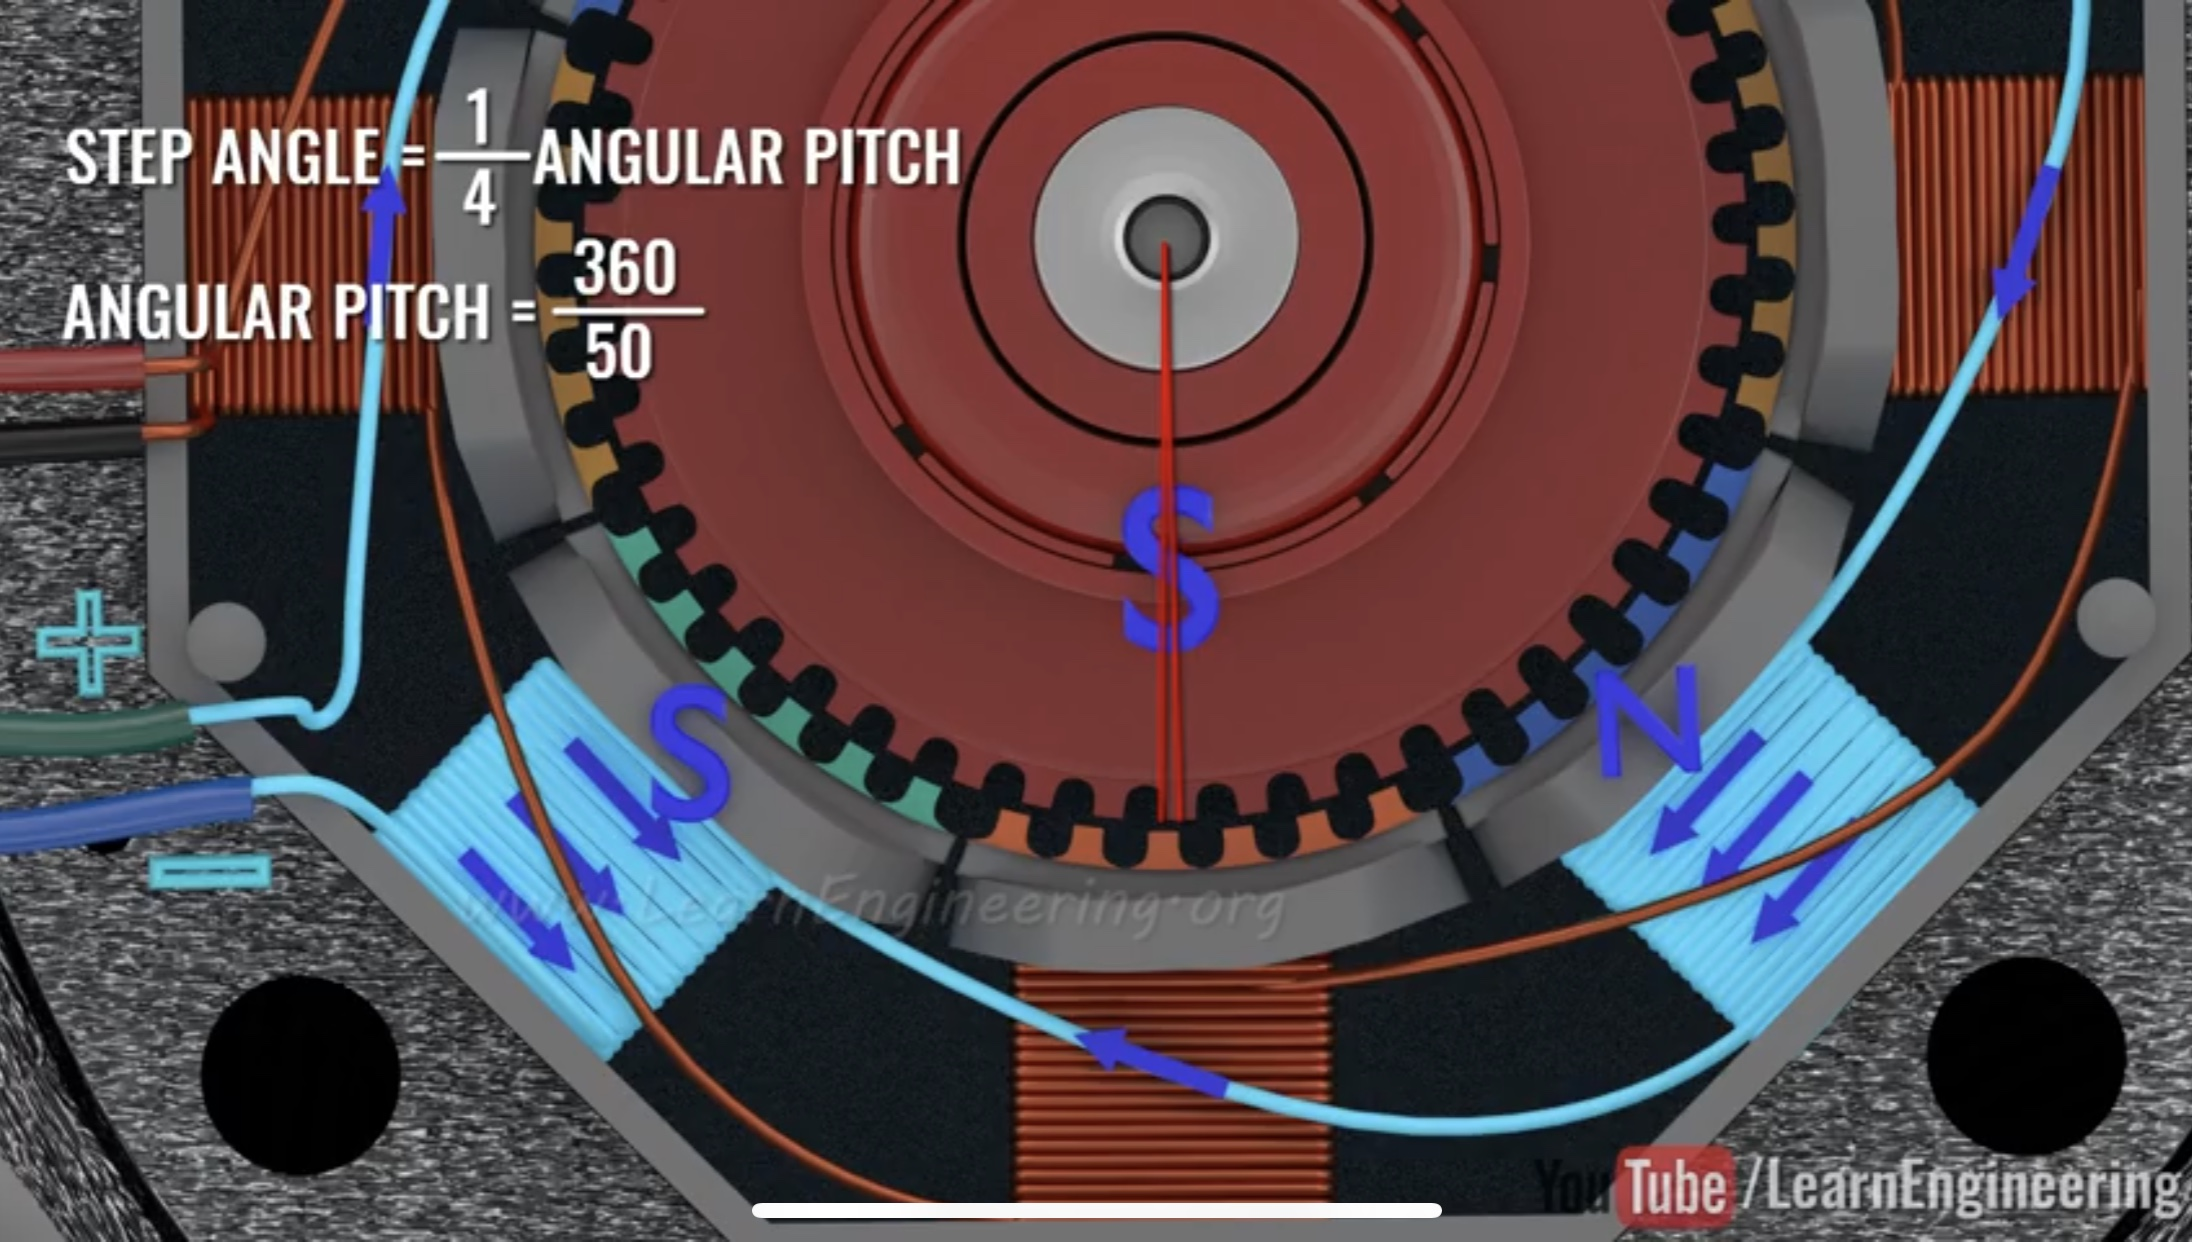 STEP ANGLE = 1/4 ANGULAR PITCH
ANGULAR PITCH = 360/50
S
S
N
+
-
www.LearnEngineering.org
YouTube /LearnEngineering